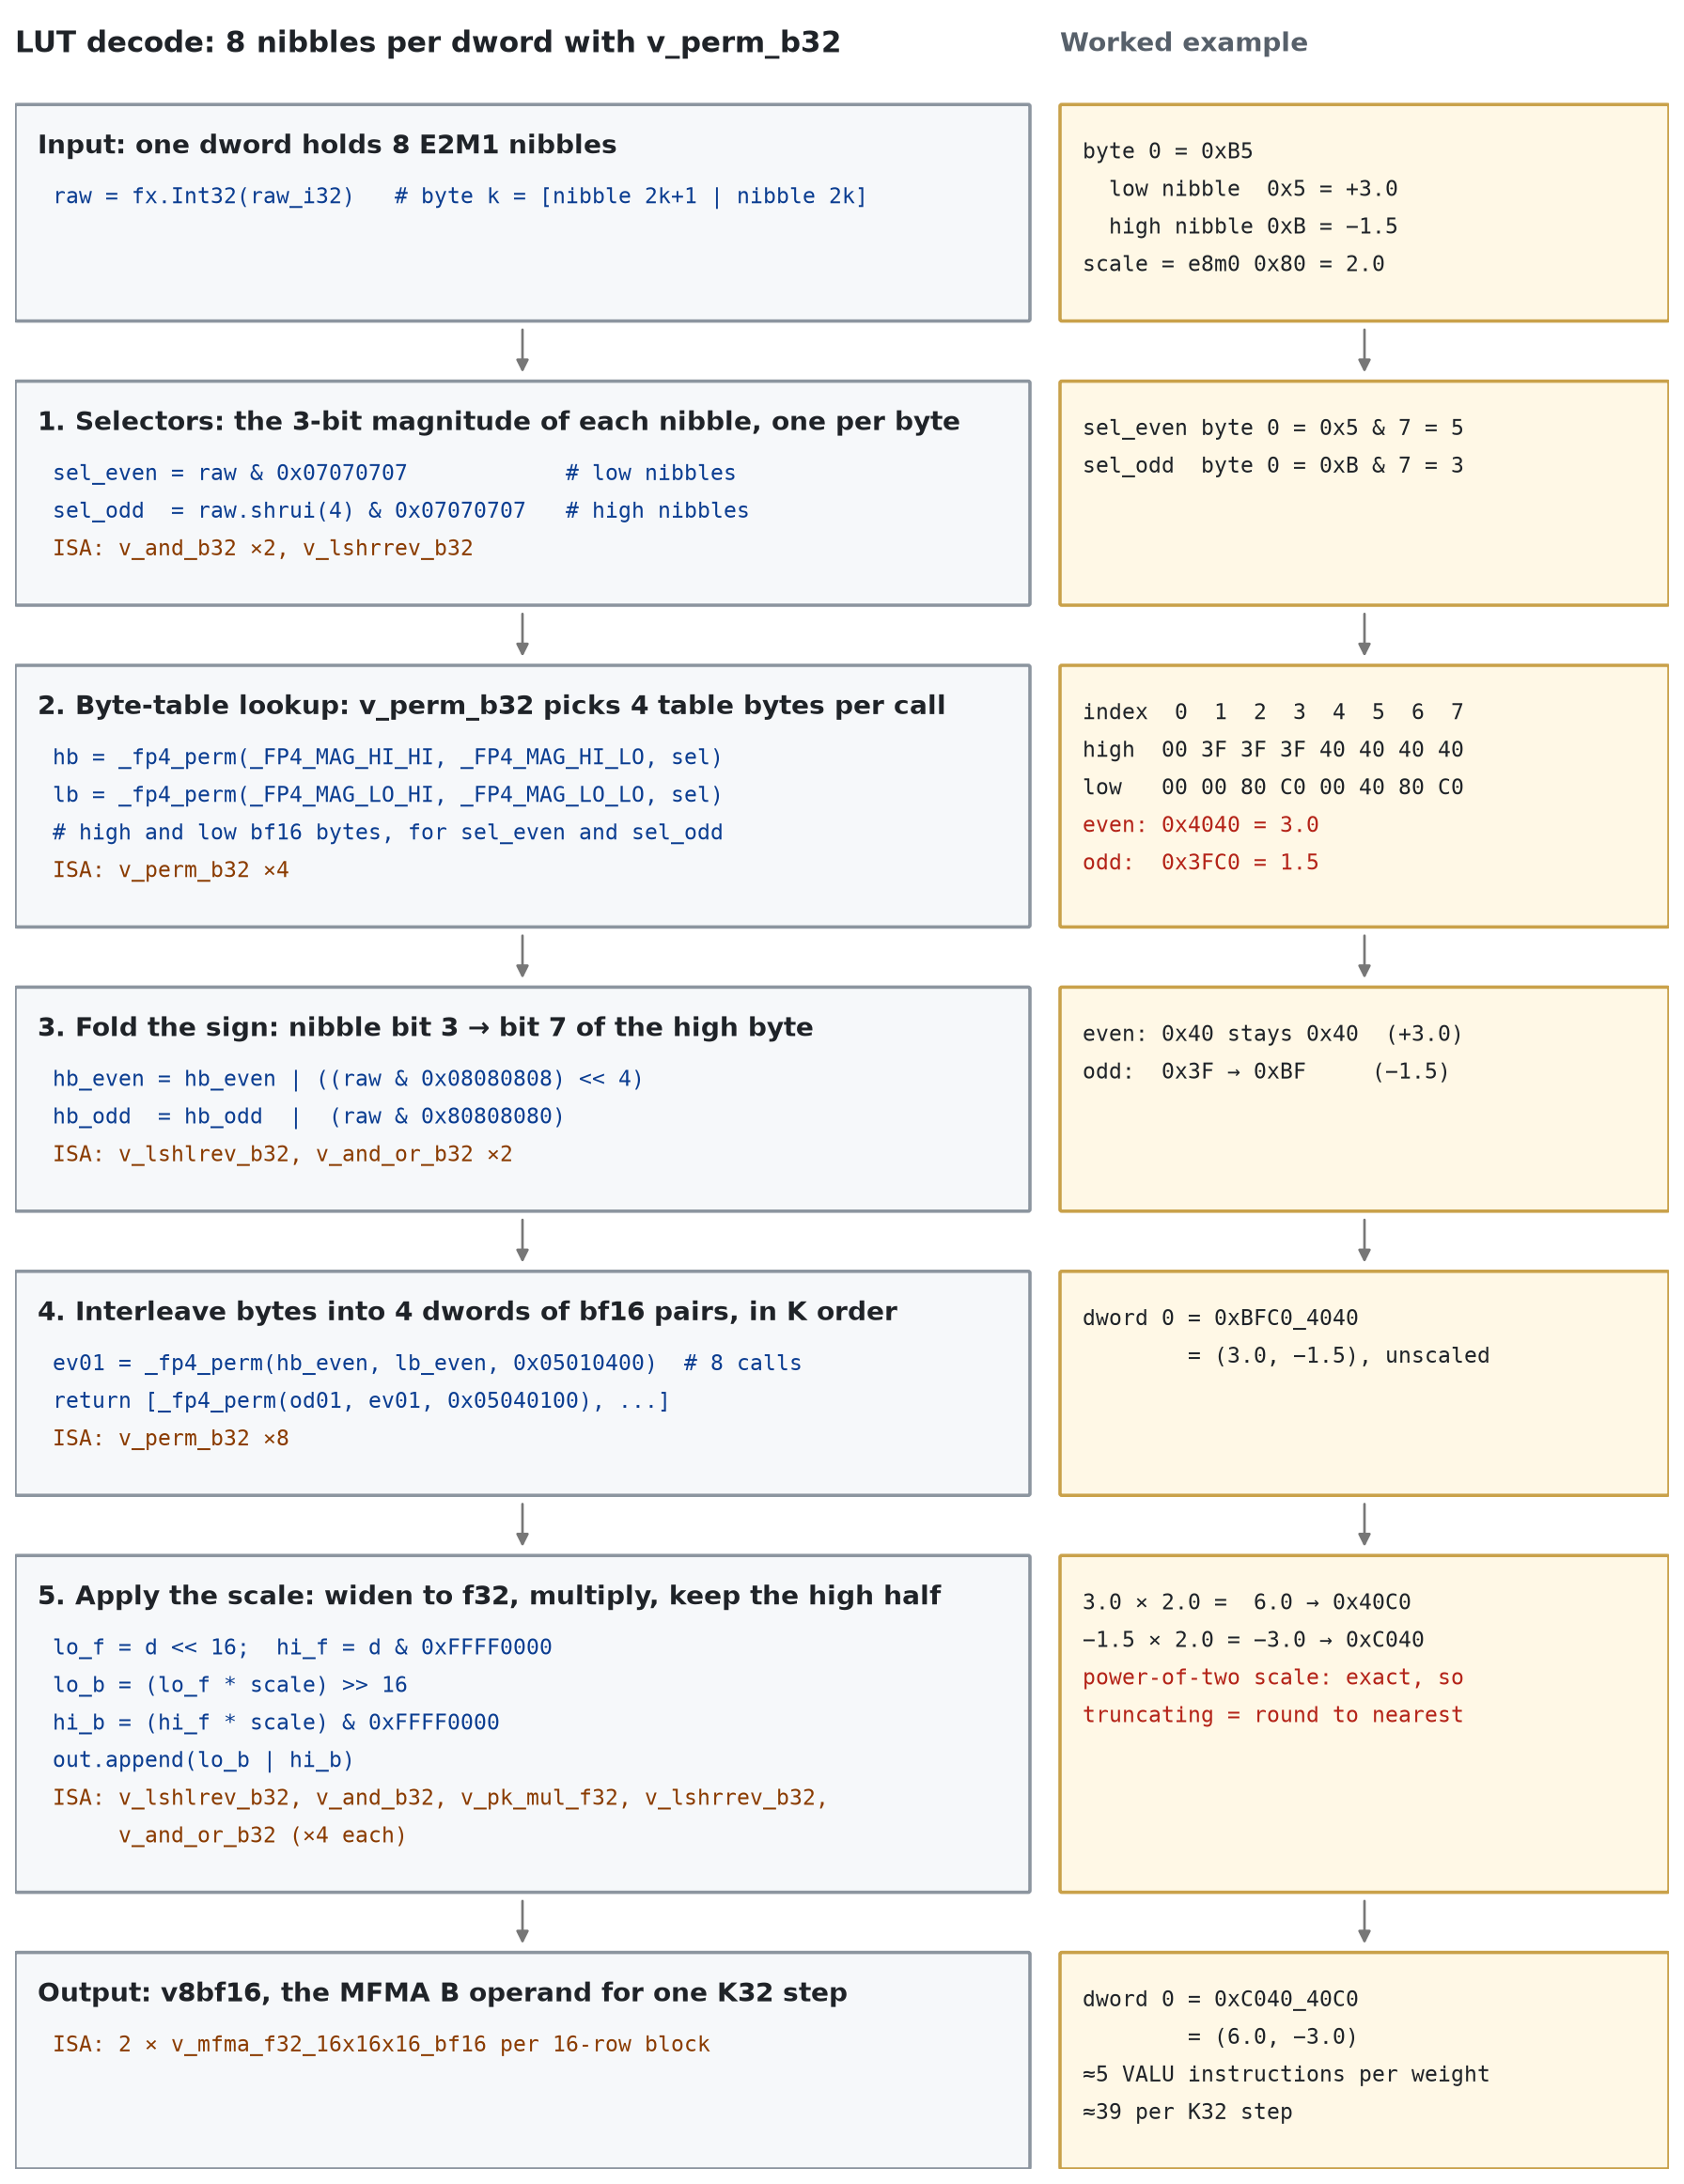 LUT decode: 8 nibbles per dword with v_perm_b32
Worked example
Input: one dword holds 8 E2M1 nibbles
raw = fx.Int32(raw_i32)   # byte k = [nibble 2k+1 | nibble 2k]
byte 0 = 0xB5
low nibble  0x5 = +3.0
high nibble 0xB = −1.5
scale = e8m0 0x80 = 2.0
1. Selectors: the 3-bit magnitude of each nibble, one per byte
sel_even = raw & 0x07070707            # low nibbles
sel_odd  = raw.shrui(4) & 0x07070707   # high nibbles
ISA: v_and_b32 ×2, v_lshrrev_b32
sel_even byte 0 = 0x5 & 7 = 5
sel_odd  byte 0 = 0xB & 7 = 3
2. Byte-table lookup: v_perm_b32 picks 4 table bytes per call
hb = _fp4_perm(_FP4_MAG_HI_HI, _FP4_MAG_HI_LO, sel)
lb = _fp4_perm(_FP4_MAG_LO_HI, _FP4_MAG_LO_LO, sel)
# high and low bf16 bytes, for sel_even and sel_odd
ISA: v_perm_b32 ×4
index  0  1  2  3  4  5  6  7
high  00 3F 3F 3F 40 40 40 40
low   00 00 80 C0 00 40 80 C0
even: 0x4040 = 3.0
odd:  0x3FC0 = 1.5
3. Fold the sign: nibble bit 3 → bit 7 of the high byte
hb_even = hb_even | ((raw & 0x08080808) << 4)
hb_odd  = hb_odd  |  (raw & 0x80808080)
ISA: v_lshlrev_b32, v_and_or_b32 ×2
even: 0x40 stays 0x40  (+3.0)
odd:  0x3F → 0xBF     (−1.5)
4. Interleave bytes into 4 dwords of bf16 pairs, in K order
ev01 = _fp4_perm(hb_even, lb_even, 0x05010400)  # 8 calls
return [_fp4_perm(od01, ev01, 0x05040100), ...]
ISA: v_perm_b32 ×8
dword 0 = 0xBFC0_4040
= (3.0, −1.5), unscaled
5. Apply the scale: widen to f32, multiply, keep the high half
lo_f = d << 16;  hi_f = d & 0xFFFF0000
lo_b = (lo_f * scale) >> 16
hi_b = (hi_f * scale) & 0xFFFF0000
out.append(lo_b | hi_b)
ISA: v_lshlrev_b32, v_and_b32, v_pk_mul_f32, v_lshrrev_b32,
v_and_or_b32 (×4 each)
3.0 × 2.0 =  6.0 → 0x40C0
−1.5 × 2.0 = −3.0 → 0xC040
power-of-two scale: exact, so
truncating = round to nearest
Output: v8bf16, the MFMA B operand for one K32 step
ISA: 2 × v_mfma_f32_16x16x16_bf16 per 16-row block
dword 0 = 0xC040_40C0
= (6.0, −3.0)
≈5 VALU instructions per weight
≈39 per K32 step